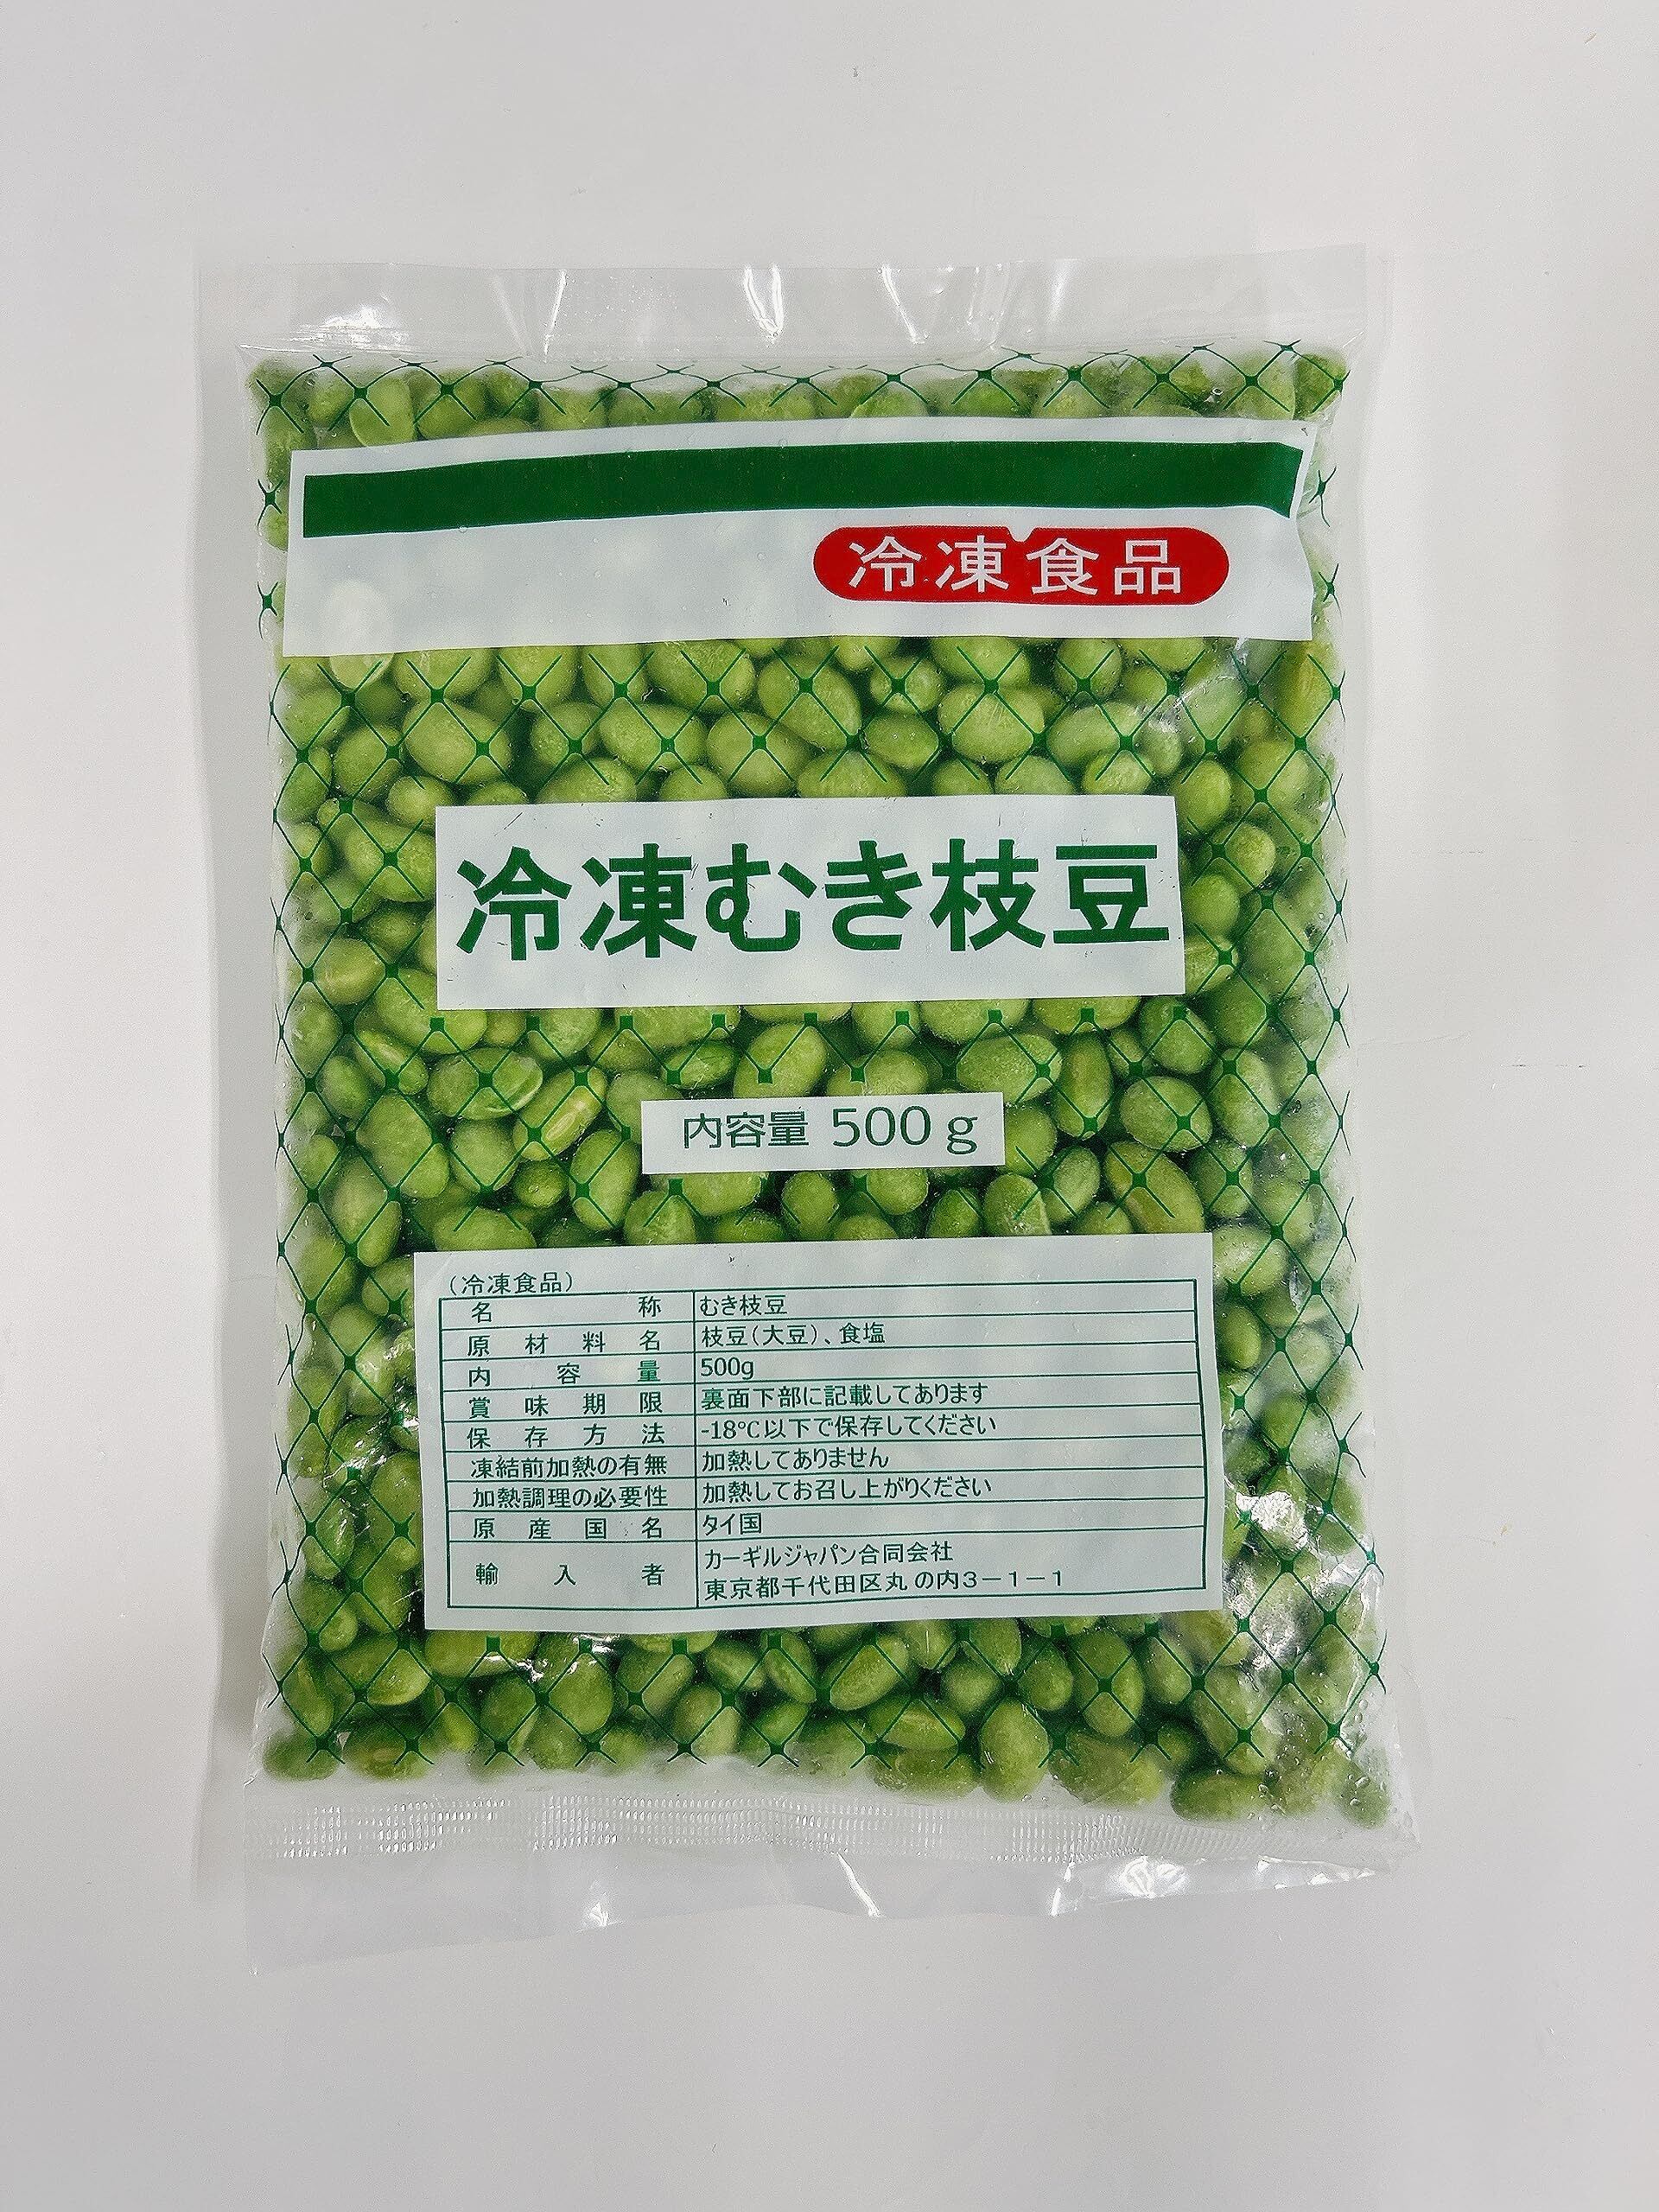 冷凍食品
冷凍むき枝豆
内容量 500g
(冷凍食品)
名称 むき枝豆
原材料名 枝豆(大豆)、食塩
内容量 500g
賞味期限 裏面下部に記載してあります
保存方法 -18℃以下で保存してください
凍結前加熱の有無 加熱してありません
加熱調理の必要性 加熱してお召し上がりください
原産国名 タイ国
輸入者 カーギルジャパン合同会社
東京都千代田区丸の内3-1-1